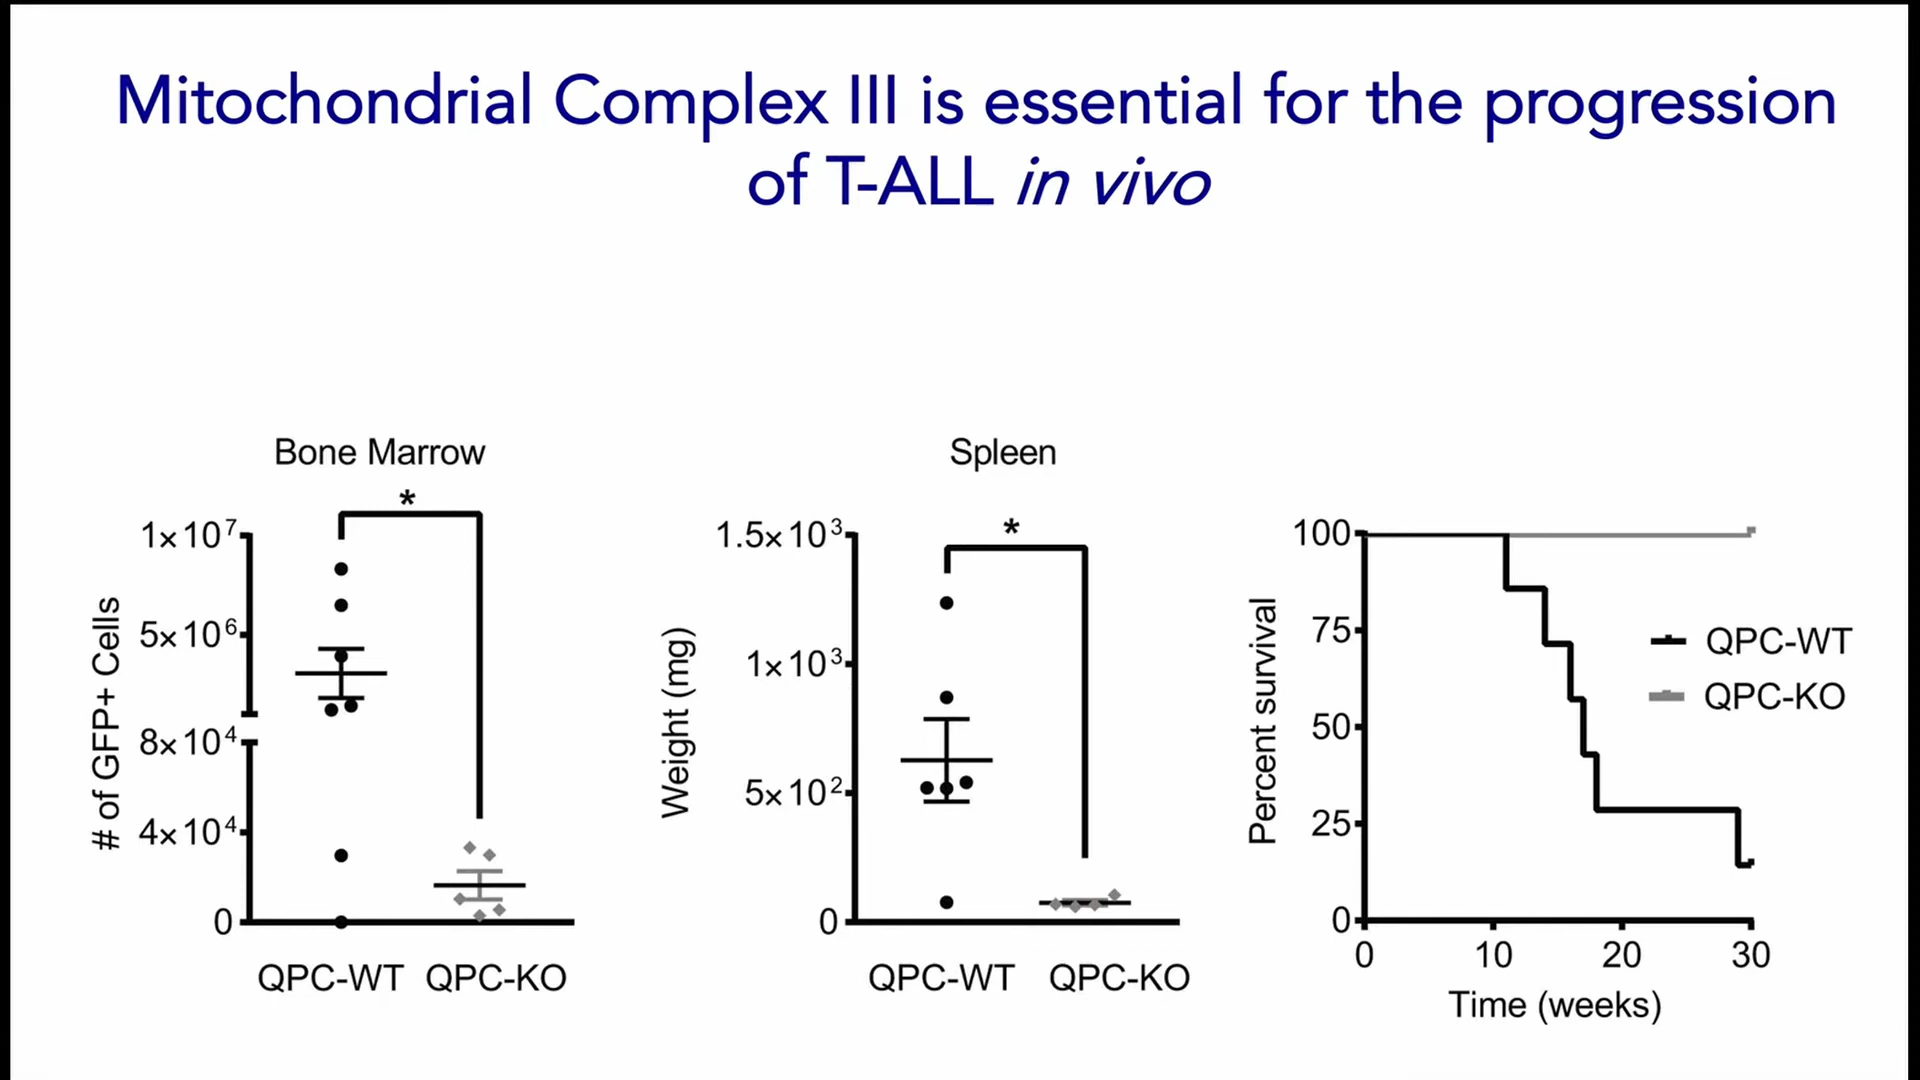 Mitochondrial Complex III is essential for the progression
of T-ALL in vivo
Bone Marrow
*
# of GFP+ Cells
1×10⁷
5×10⁶
8×10⁴
4×10⁴
0
QPC-WT QPC-KO
Spleen
*
Weight (mg)
1.5×10³
1×10³
5×10²
0
QPC-WT QPC-KO
Percent survival
100
75
50
25
0
0 10 20 30
Time (weeks)
QPC-WT
QPC-KO